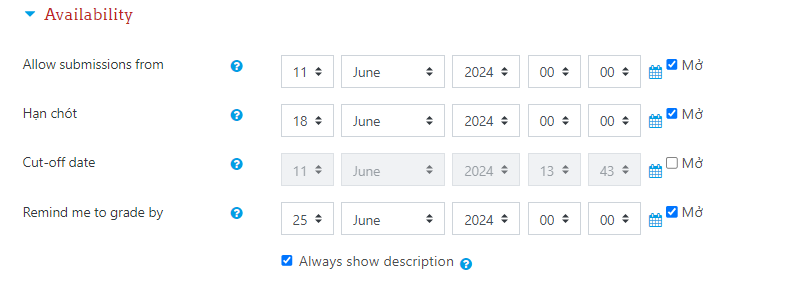 Availability
Allow submissions from 11 June 2024 00 00 Mở
Hạn chót 18 June 2024 00 00 Mở
Cut-off date 11 June 2024 13 43 Mở
Remind me to grade by 25 June 2024 00 00 Mở
Always show description